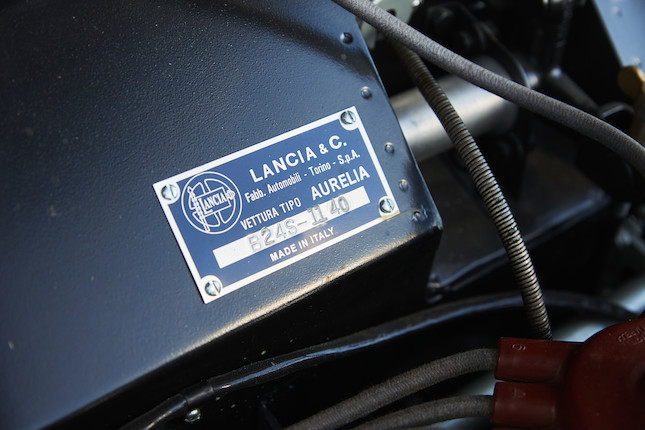 LANCIA & C.
Fabb. Automobili - Torino - S.p.A.
LANCIA
VETTURA TIPO AURELIA
B24S-1140
MADE IN ITALY